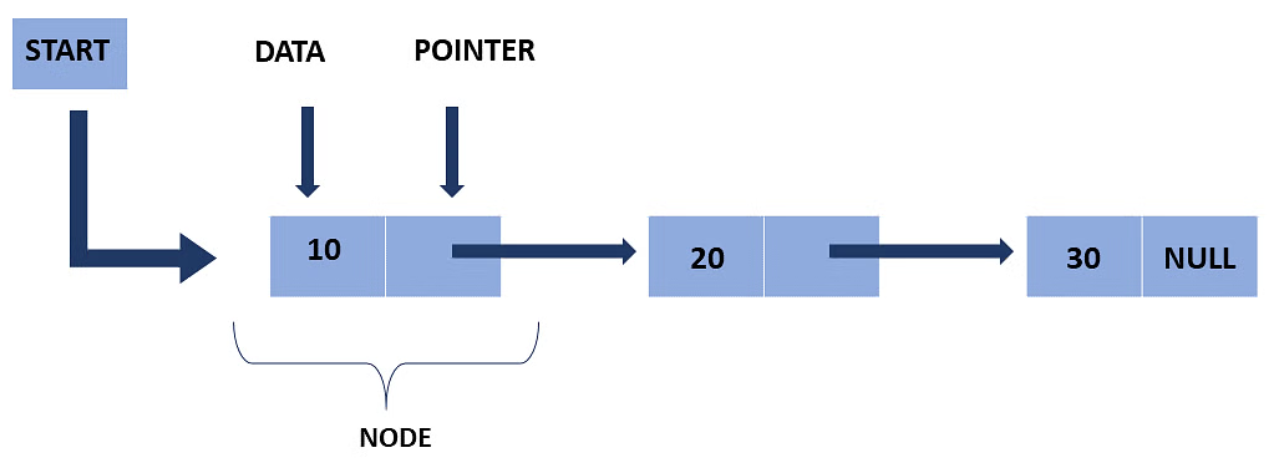 START
DATA
POINTER
10
20
30
NULL
NODE